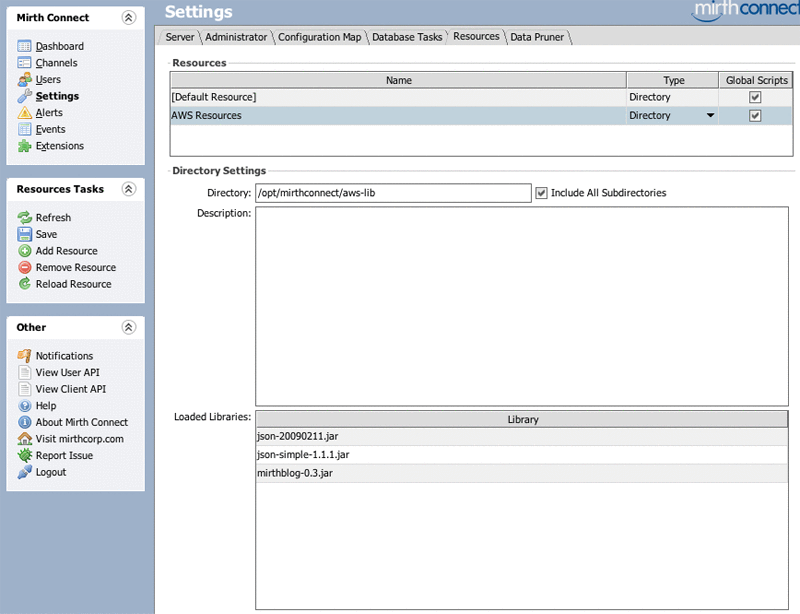 Mirth Connect
Dashboard
Channels
Users
Settings
Alerts
Events
Extensions
Resources Tasks
Refresh
Save
Add Resource
Remove Resource
Reload Resource
Other
Notifications
View User API
View Client API
Help
About Mirth Connect
Visit mirthcorp.com
Report Issue
Logout
Settings
mirth connect
Server Administrator Configuration Map Database Tasks Resources Data Pruner
Resources
Name Type Global Scripts
[Default Resource] Directory
AWS Resources Directory
Directory Settings
Directory: /opt/mirthconnect/aws-lib Include All Subdirectories
Description:
Loaded Libraries: Library
json-20090211.jar
json-simple-1.1.1.jar
mirthblog-0.3.jar